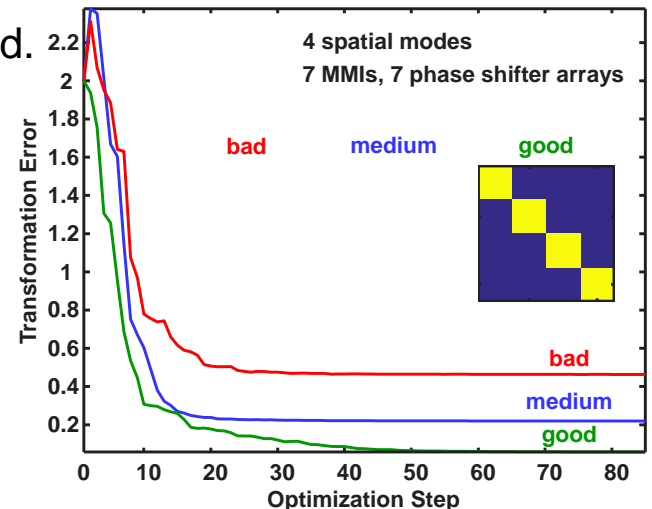 d.
4 spatial modes
7 MMIs, 7 phase shifter arrays
bad medium good
Transformation Error
2.2
2
1.8
1.6
1.4
1.2
1
0.8
0.6
0.4
0.2
bad
medium
good
0 10 20 30 40 50 60 70 80
Optimization Step